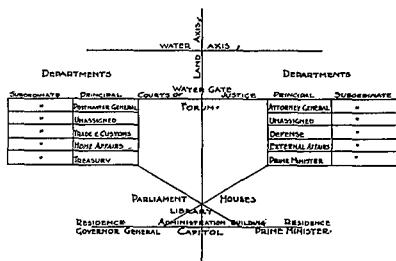 LAND AXIS,
WATER AXIS,
DEPARTMENTS DEPARTMENTS
WATER GATE
SUBORDINATE PRINCIPAL COURTS OF JUSTICE PRINCIPAL SUBORDINATE
" POSTMASTER GENERAL FORUM. ATTORNEY GENERAL "
" UNASSIGNED UNASSIGNED "
" TRADE & CUSTOMS DEFENSE "
" HOME AFFAIRS EXTERNAL AFFAIRS "
" TREASURY PRIME MINISTER "
PARLIAMENT HOUSES
LIBRARY
RESIDENCE ADMINISTRATION BUILDING RESIDENCE
GOVERNOR GENERAL CAPITOL PRIME MINISTER.